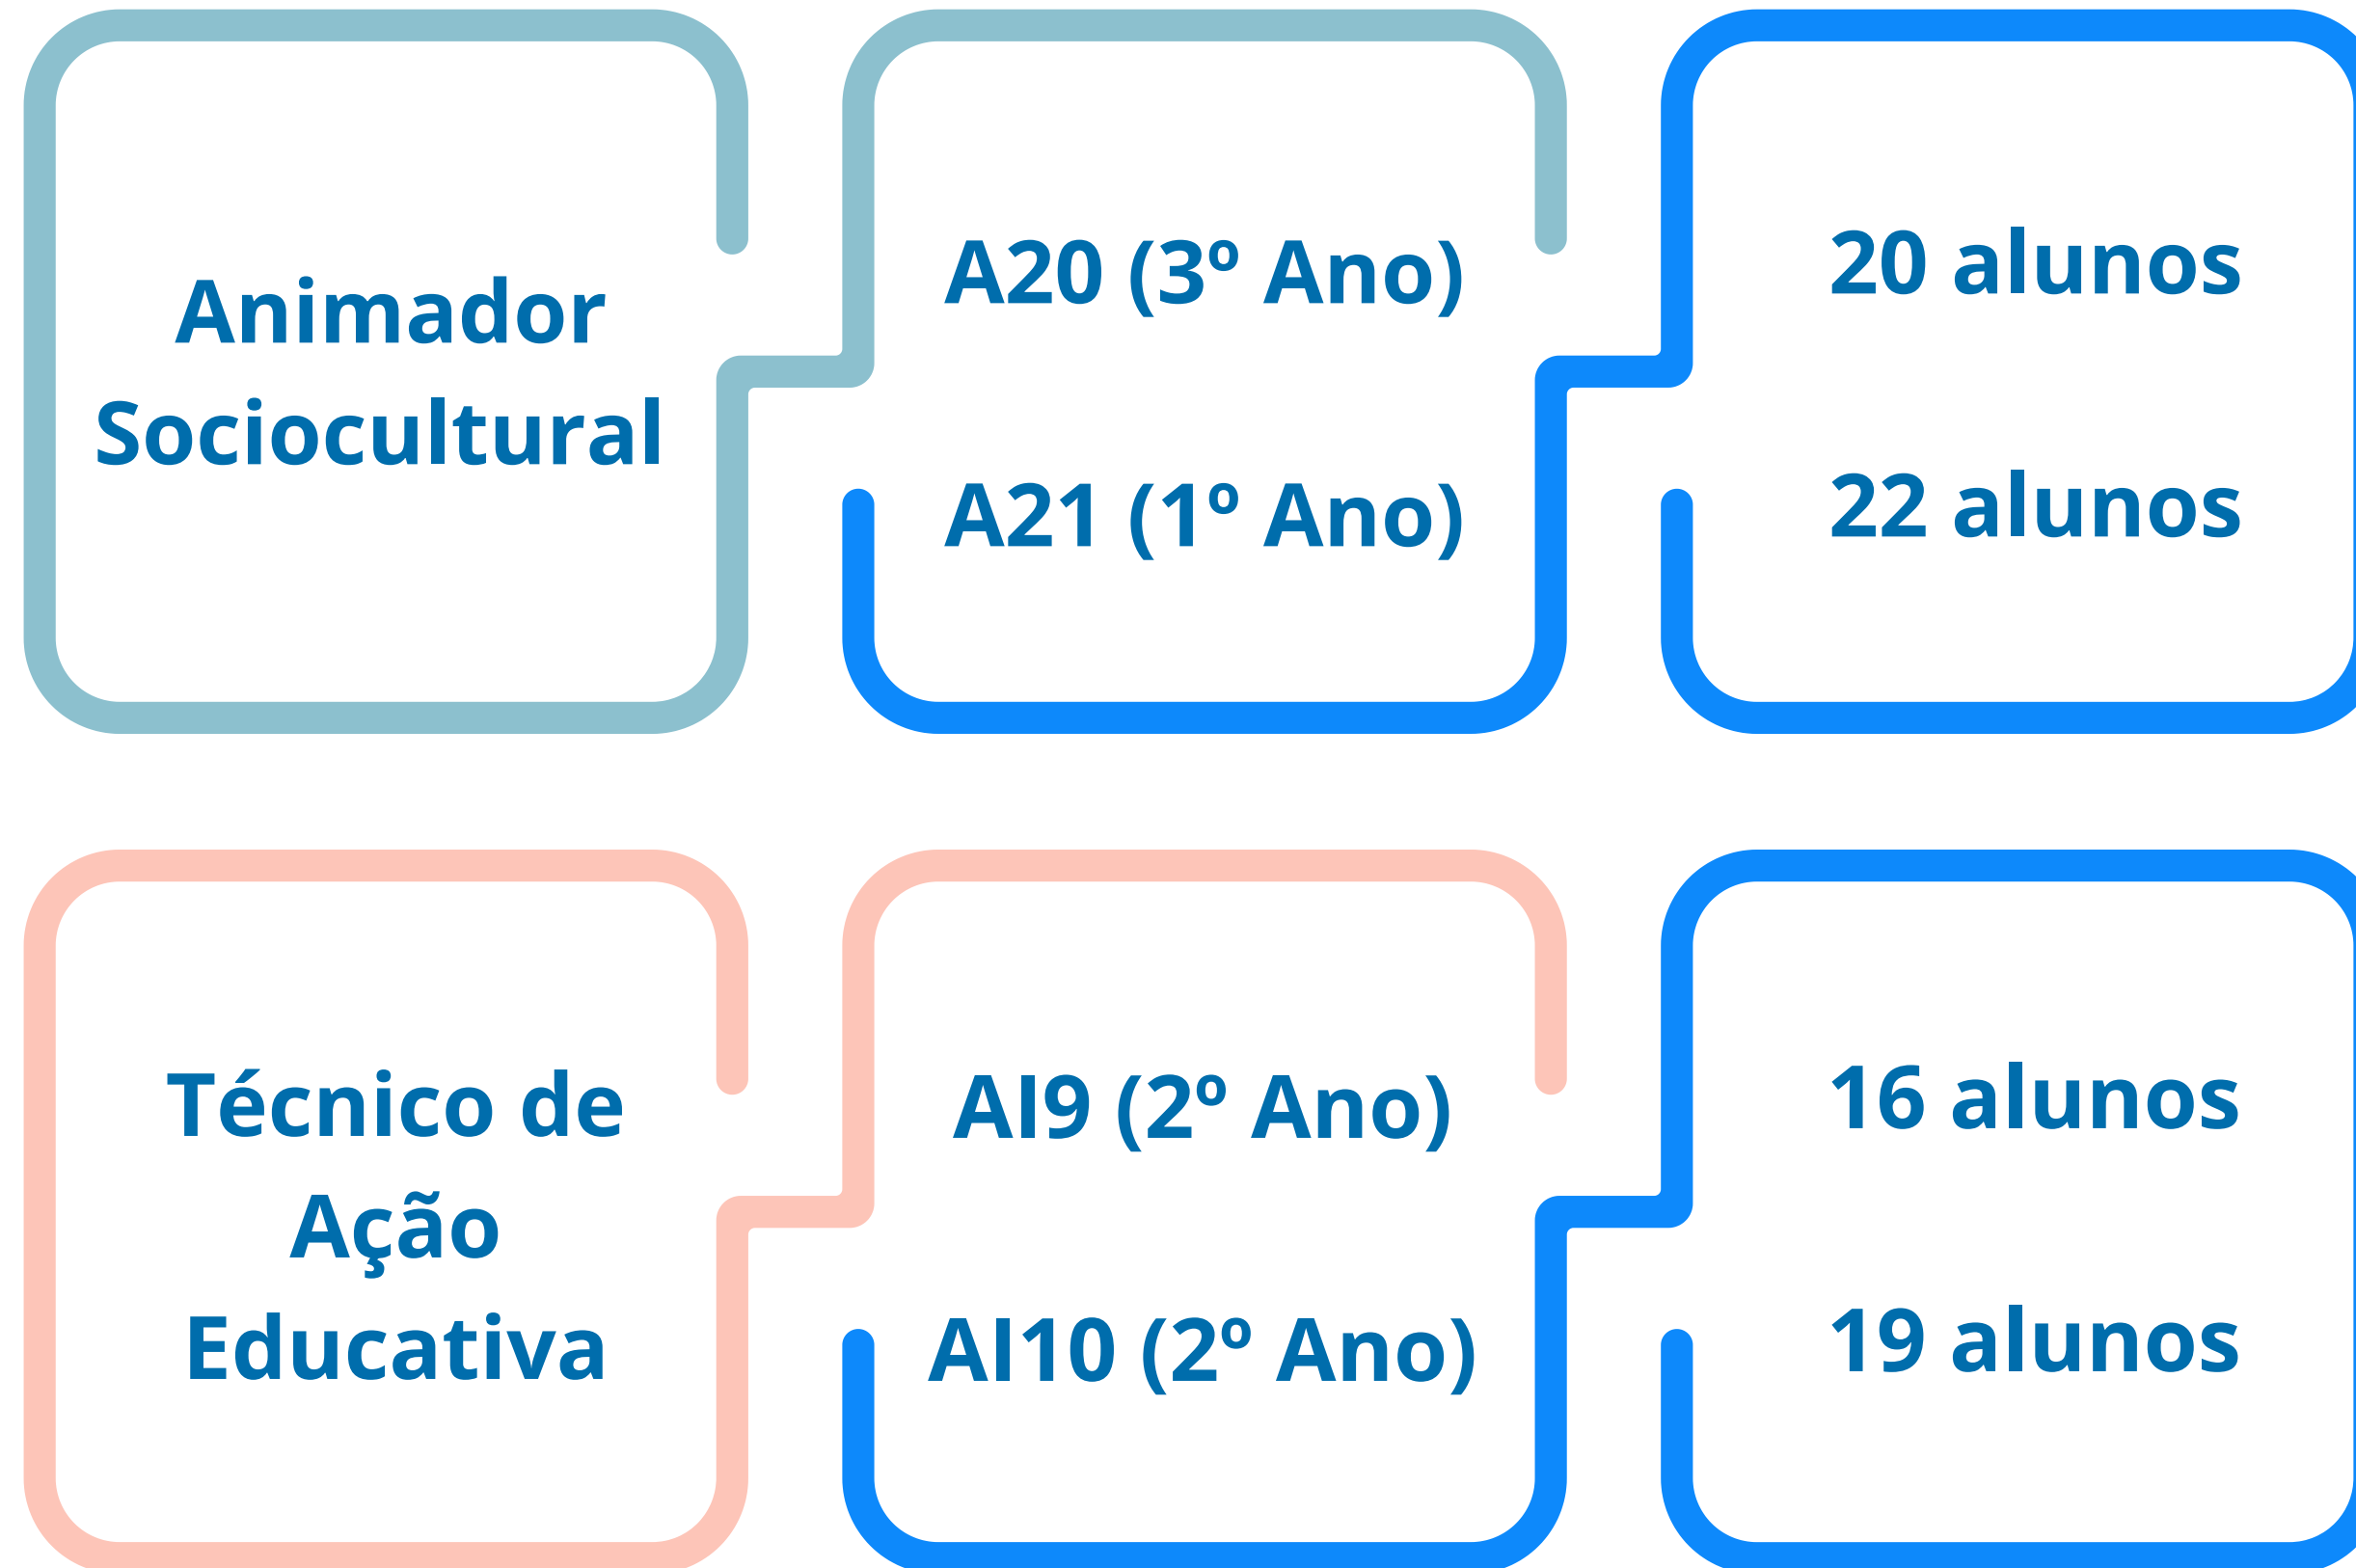 Animador
Sociocultural
A20 (3º Ano)
A21 (1º Ano)
20 alunos
22 alunos
Técnico de
Ação
Educativa
AI9 (2º Ano)
AI10 (2º Ano)
16 alunos
19 alunos